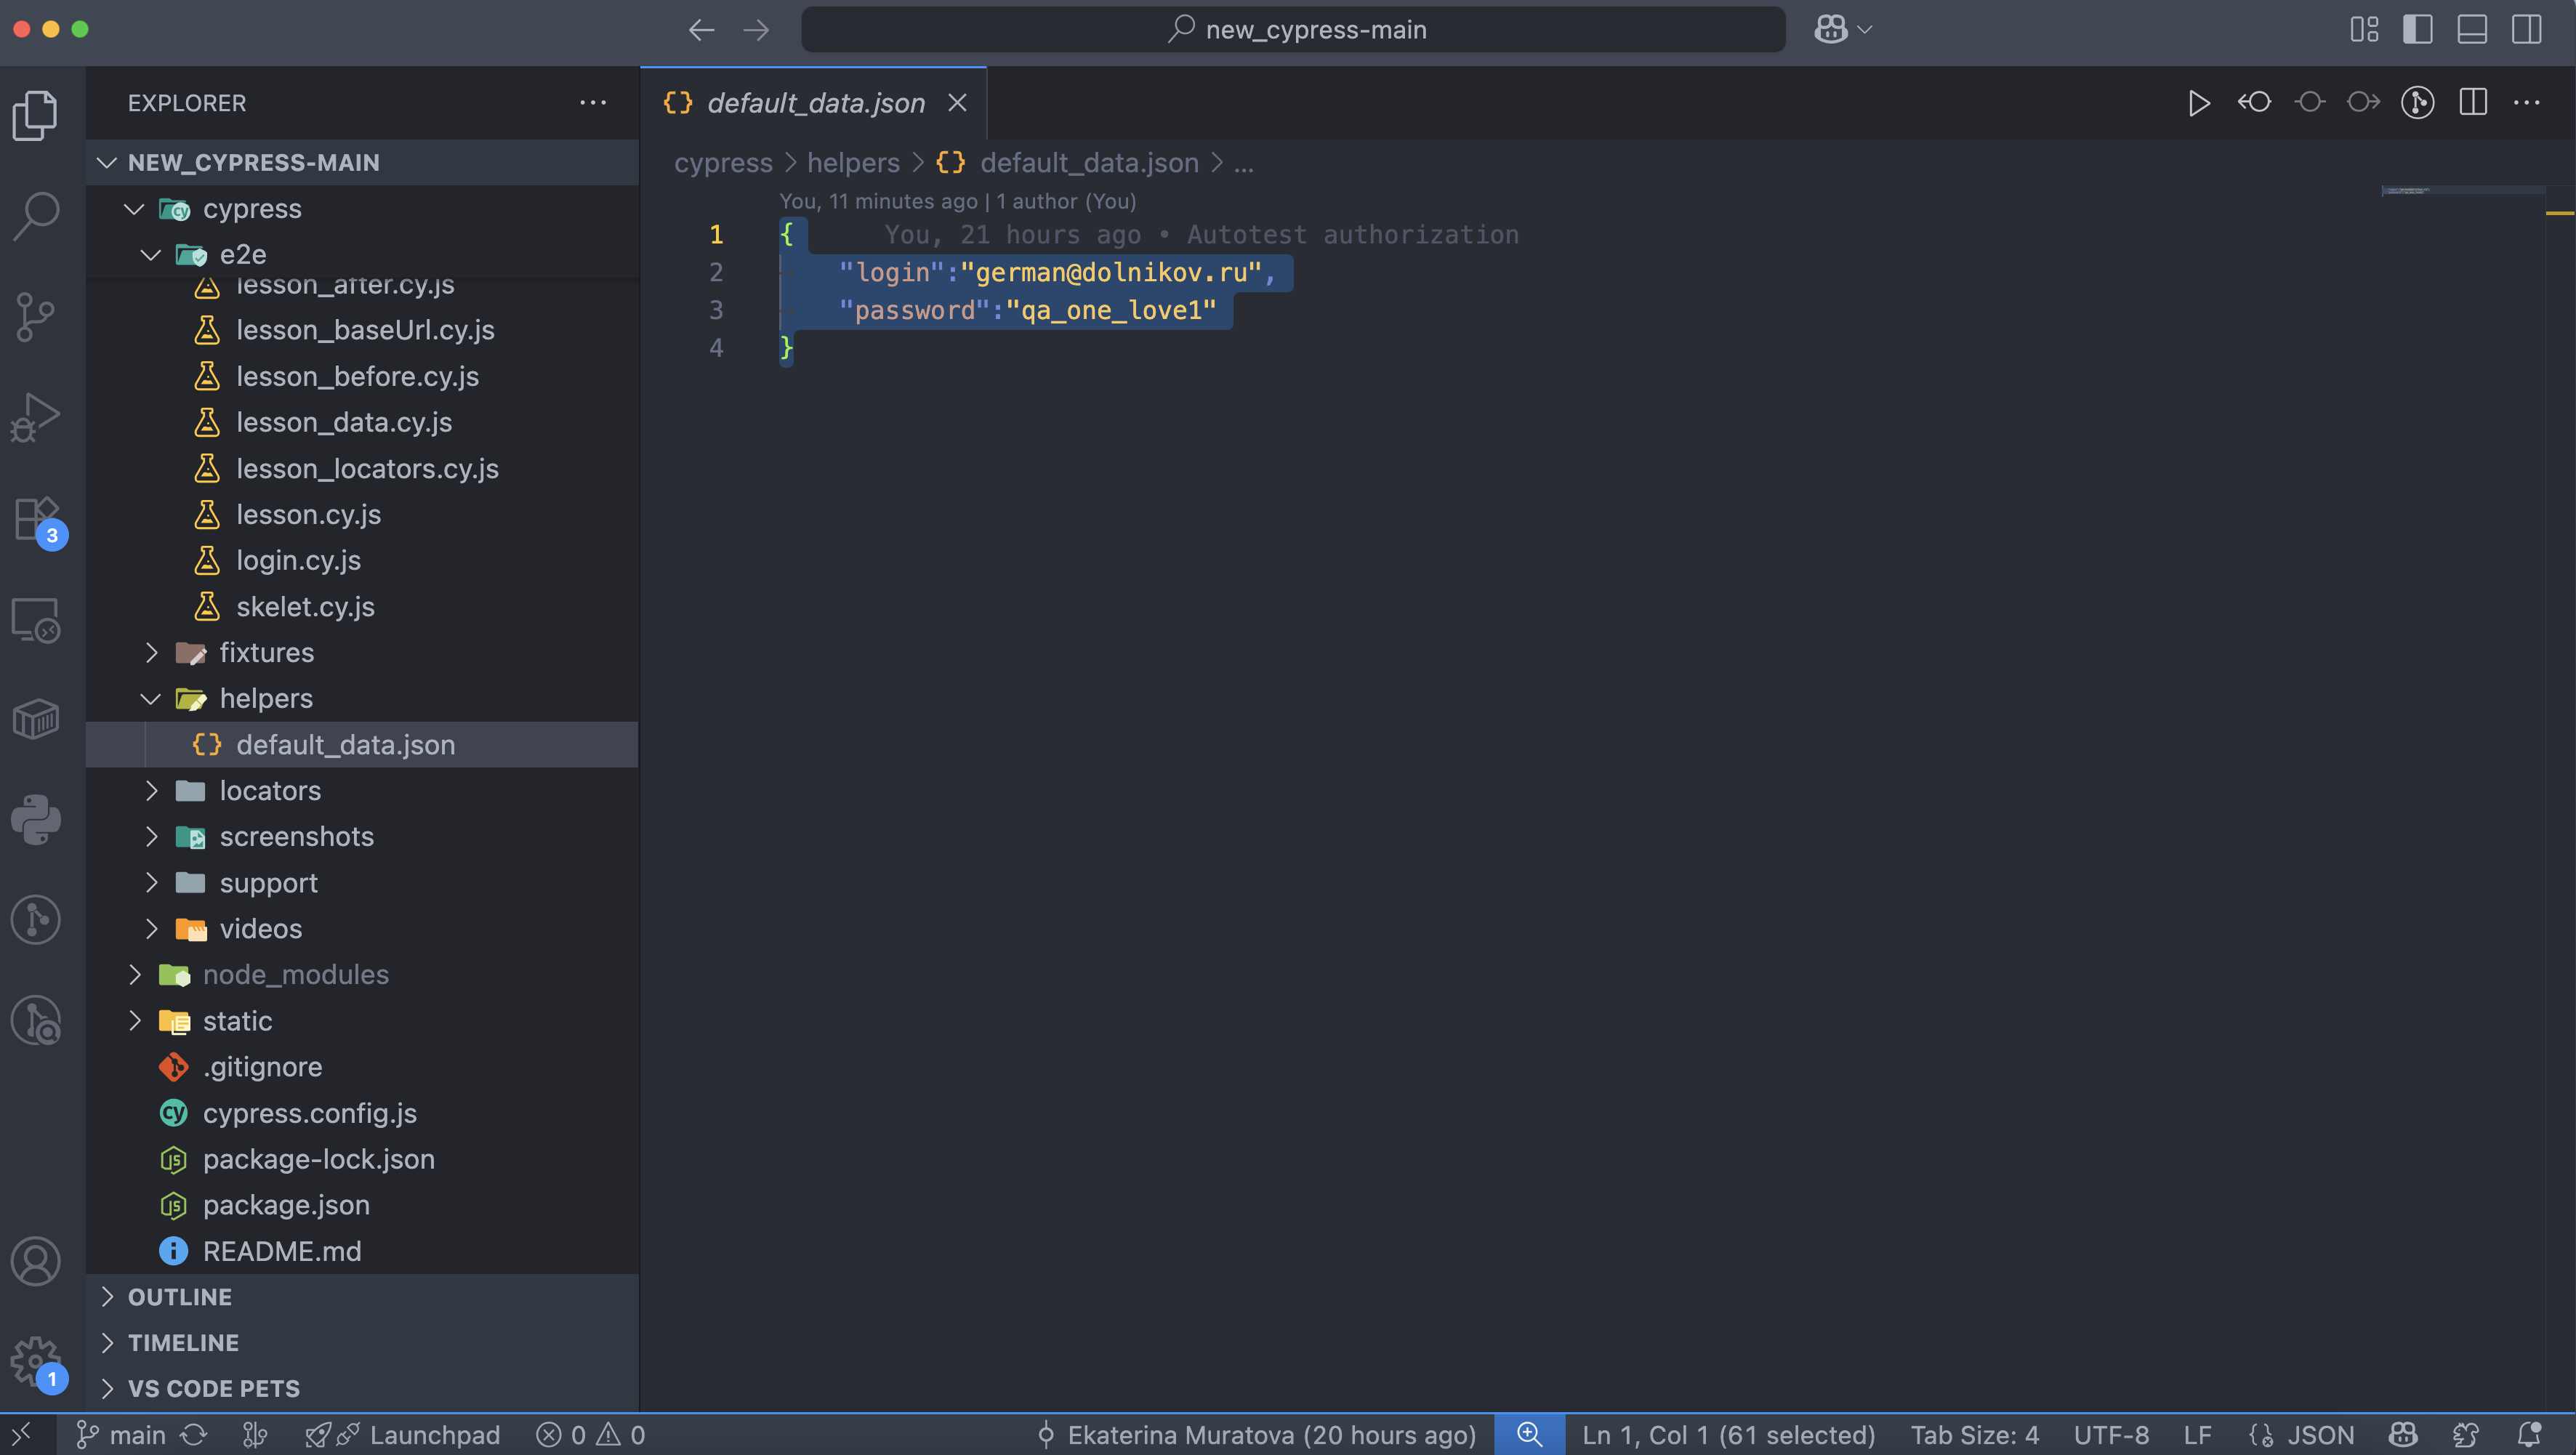 new_cypress-main
EXPLORER
default_data.json
NEW_CYPRESS-MAIN
cypress > helpers > {} default_data.json > ...
cypress
You, 11 minutes ago | 1 author (You)
e2e
1 { You, 21 hours ago • Autotest authorization
lesson_after.cy.js
2 "login":"german@dolnikov.ru",
3 "password":"qa_one_love1"
4 }
lesson_baseUrl.cy.js
lesson_before.cy.js
lesson_data.cy.js
lesson_locators.cy.js
lesson.cy.js
3
login.cy.js
skelet.cy.js
fixtures
helpers
{} default_data.json
locators
screenshots
support
videos
node_modules
static
.gitignore
cypress.config.js
package-lock.json
package.json
README.md
OUTLINE
TIMELINE
1
VS CODE PETS
main Launchpad 0 0 Ekaterina Muratova (20 hours ago) Ln 1, Col 1 (61 selected) Tab Size: 4 UTF-8 LF {} JSON